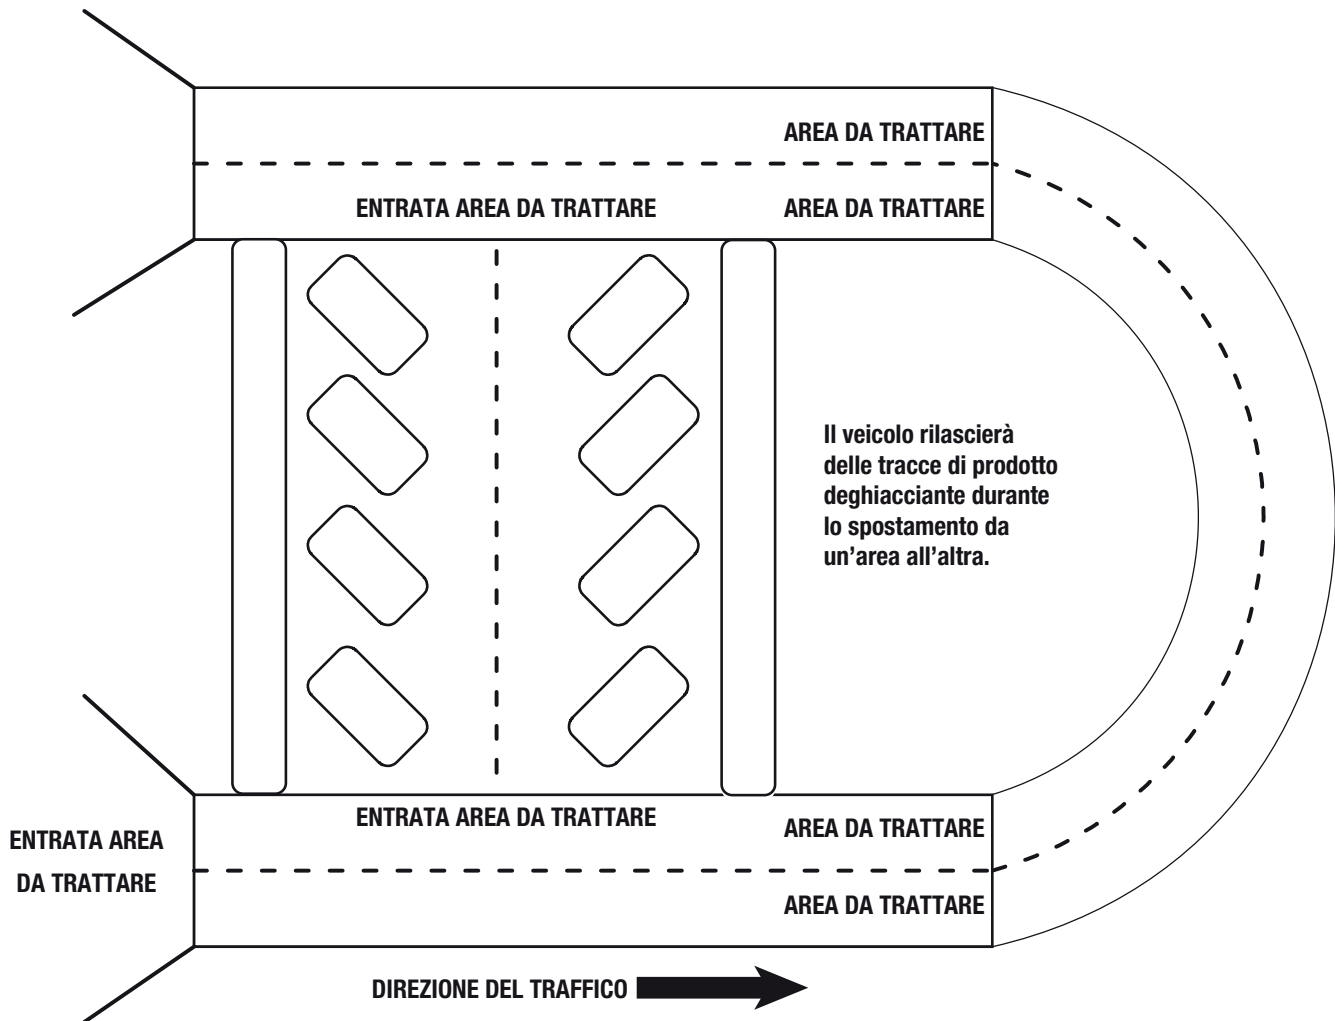 AREA DA TRATTARE
ENTRATA AREA DA TRATTARE
AREA DA TRATTARE
Il veicolo rilascierà
delle tracce di prodotto
deghiacciante durante
lo spostamento da
un’area all’altra.
ENTRATA AREA DA TRATTARE
AREA DA TRATTARE
ENTRATA AREA
DA TRATTARE
AREA DA TRATTARE
DIREZIONE DEL TRAFFICO